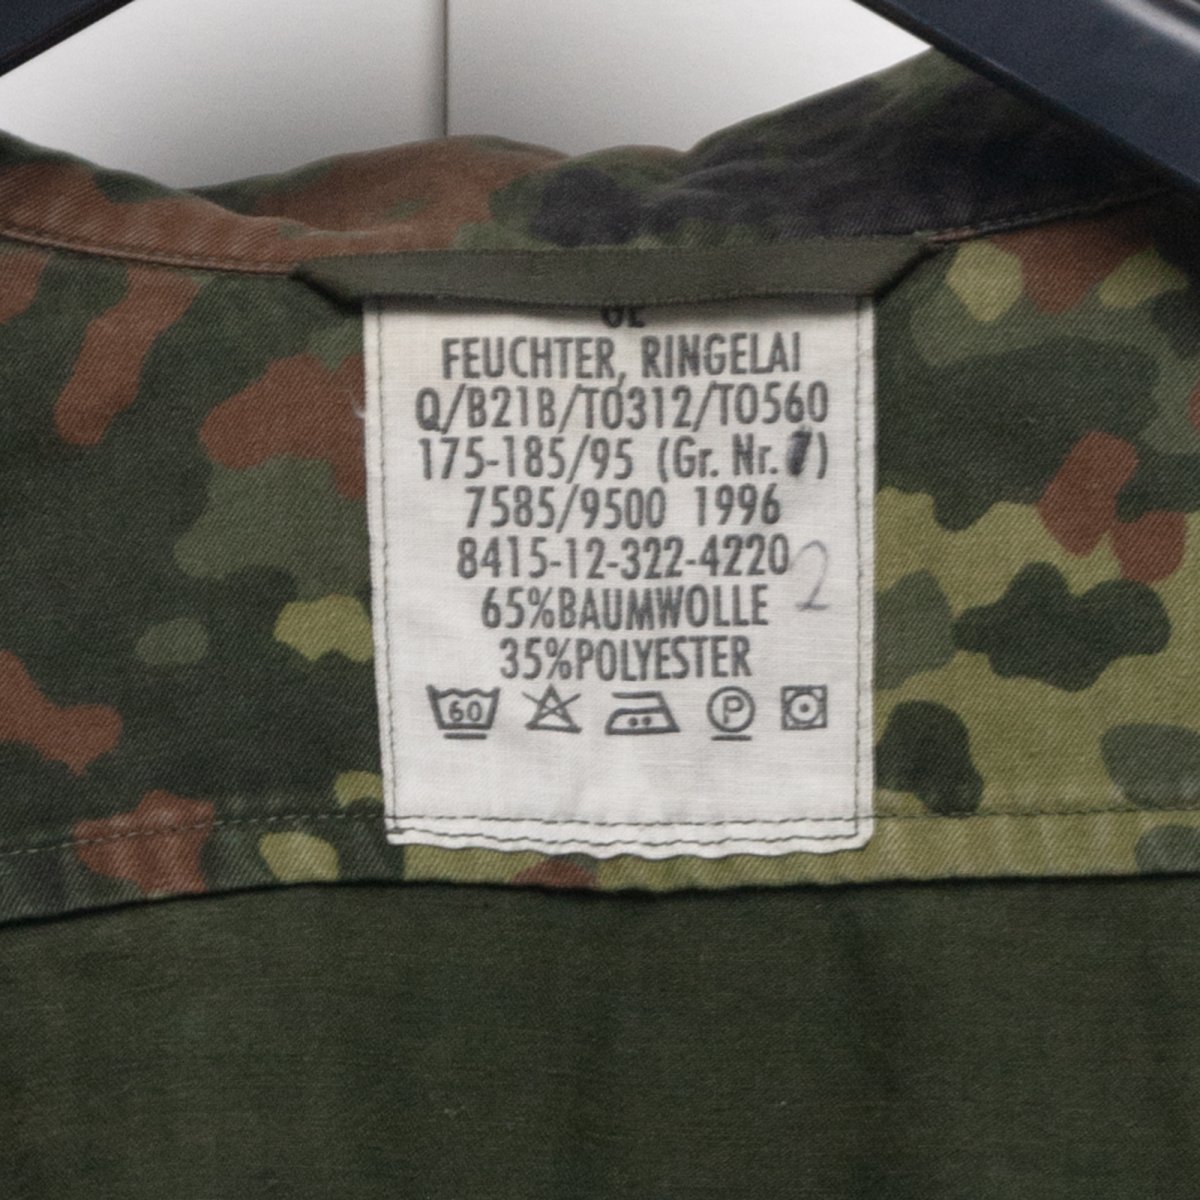 GE
FEUCHTER, RINGELAI
Q/B21B/T0312/T0560
175-185/95 (Gr. Nr. )
7585/9500 1996
8415-12-322-4220
2
65%BAUMWOLLE
35%POLYESTER
60 P